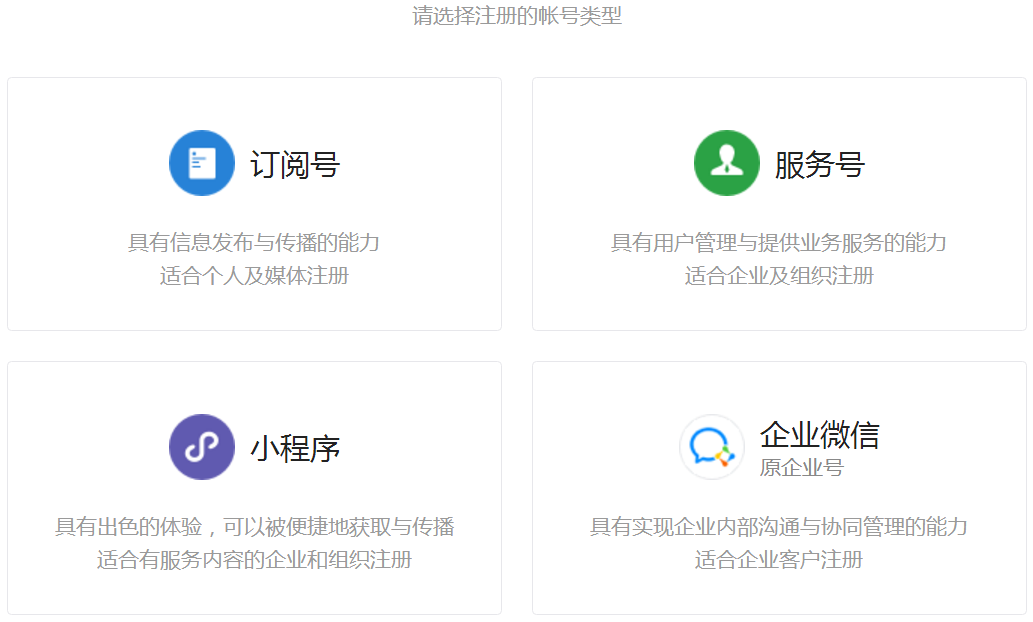 请选择注册的帐号类型
订阅号
具有信息发布与传播的能力
适合个人及媒体注册
服务号
具有用户管理与提供业务服务的能力
适合企业及组织注册
小程序
具有出色的体验，可以被便捷地获取与传播
适合有服务内容的企业和组织注册
企业微信
原企业号
具有实现企业内部沟通与协同管理的能力
适合企业客户注册